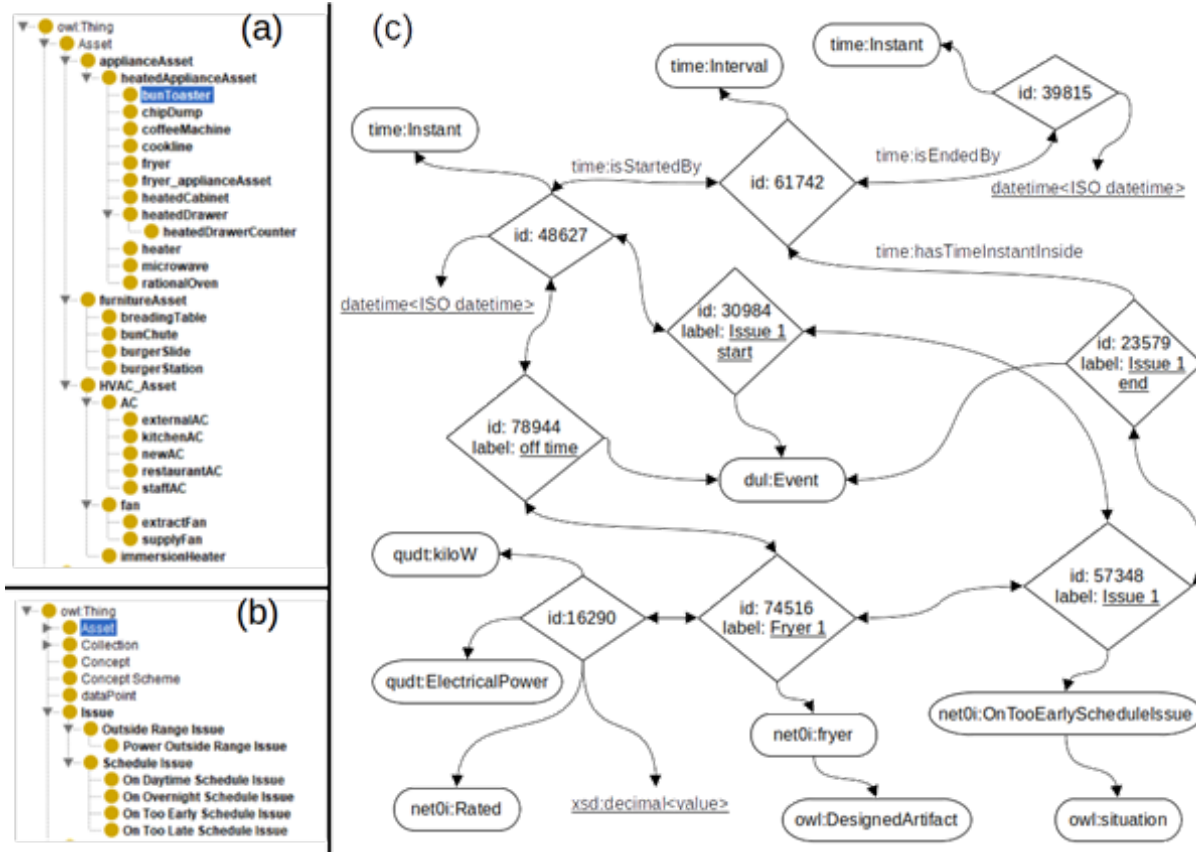 (a)
owl:Thing
Asset
applianceAsset
heatedApplianceAsset
bunToaster
chipDump
coffeeMachine
cookline
fryer
fryer_applianceAsset
heatedCabinet
heatedDrawer
heatedDrawerCounter
heater
microwave
rationalOven
furnitureAsset
breadingTable
bunChute
burgerSlide
burgerStation
HVAC_Asset
AC
externalAC
kitchenAC
newAC
restaurantAC
staffAC
fan
extractFan
supplyFan
immersionHeater
(b)
owl:Thing
Asset
Collection
Concept
Concept Scheme
dataPoint
Issue
Outside Range Issue
Power Outside Range Issue
Schedule Issue
On Daytime Schedule Issue
On Overnight Schedule Issue
On Too Early Schedule Issue
On Too Late Schedule Issue
(c)
time:Instant
time:Interval
id: 39815
time:Instant
time:isStartedBy
time:isEndedBy
id: 61742
datetime<ISO datetime>
id: 48627
time:hasTimeInstantInside
datetime<ISO datetime>
id: 30984
label: Issue 1
start
id: 23579
label: Issue 1
end
id: 78944
label: off time
dul:Event
qudt:kiloW
id:16290
id: 74516
label: Fryer 1
id: 57348
label: Issue 1
qudt:ElectricalPower
net0i:OnTooEarlyScheduleIssue
net0i:fryer
net0i:Rated
xsd:decimal<value>
owl:DesignedArtifact
owl:situation